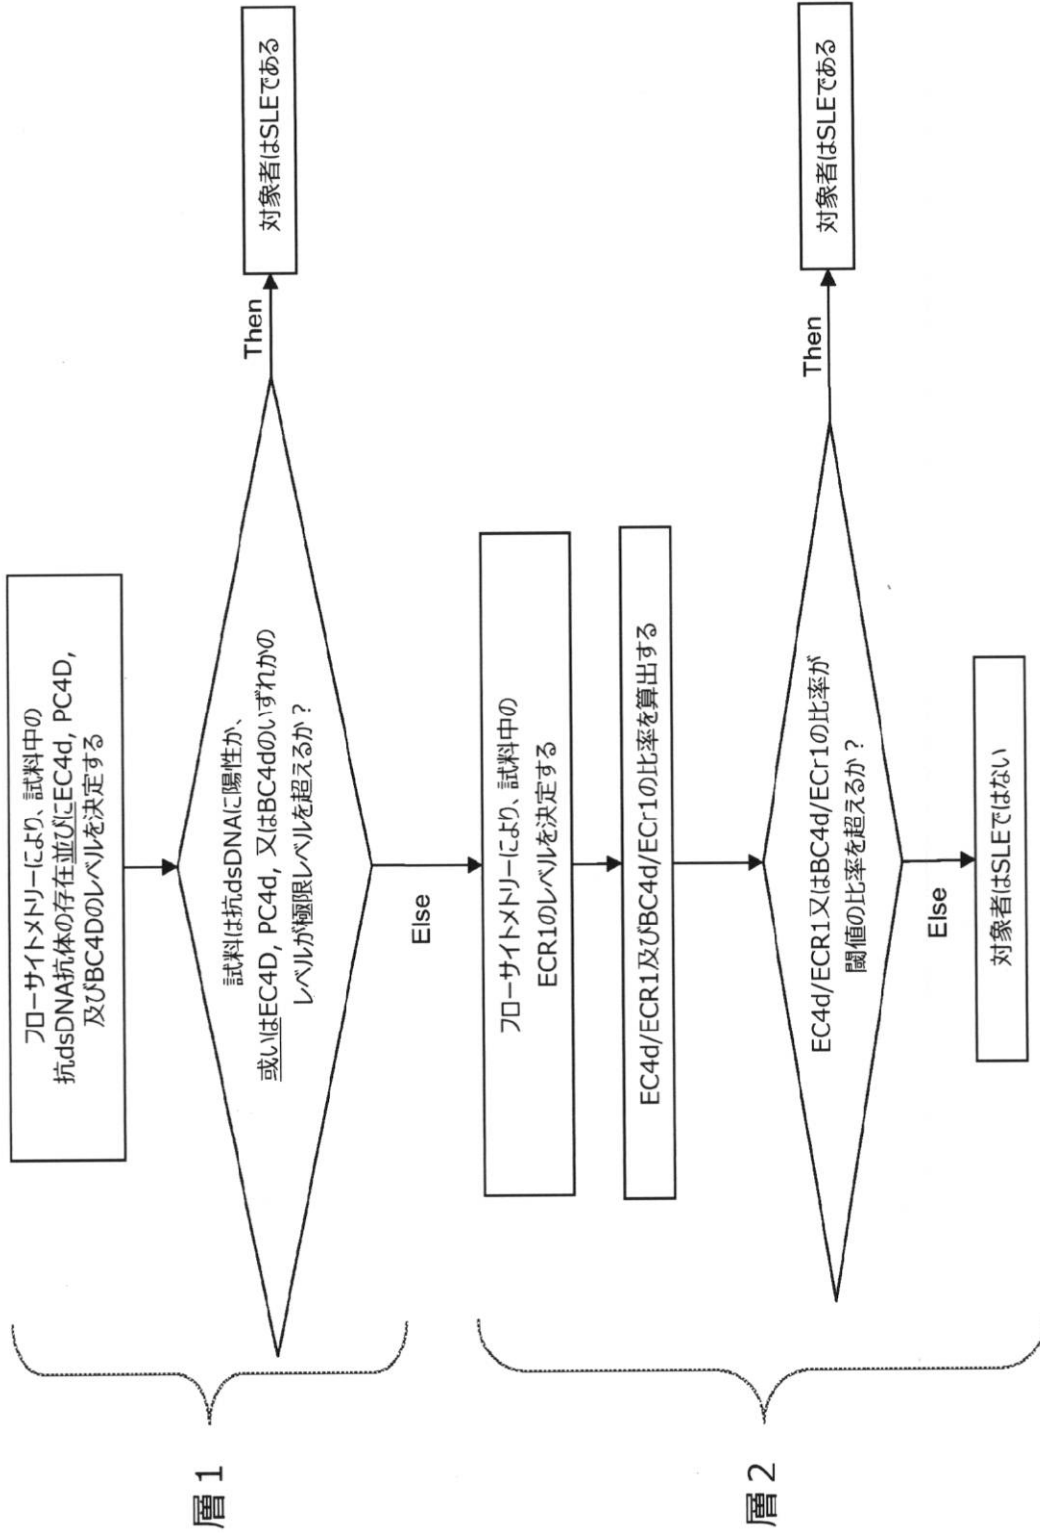 層1
フローサイトメトリーにより、試料中の
抗dsDNA抗体の存在並びにEC4d, PC4D,
及びBC4Dのレベルを決定する
試料は抗dsDNAに陽性か、
或いはEC4D, PC4d, 又はBC4dのいずれかの
レベルが極限レベルを超えるか？
Then
対象者はSLEである
Else
層2
フローサイトメトリーにより、試料中の
ECR1のレベルを決定する
EC4d/ECR1及びBC4d/ECr1の比率を算出する
EC4d/ECR1又はBC4d/ECr1の比率が
閾値の比率を超えるか？
Then
対象者はSLEである
Else
対象者はSLEではない